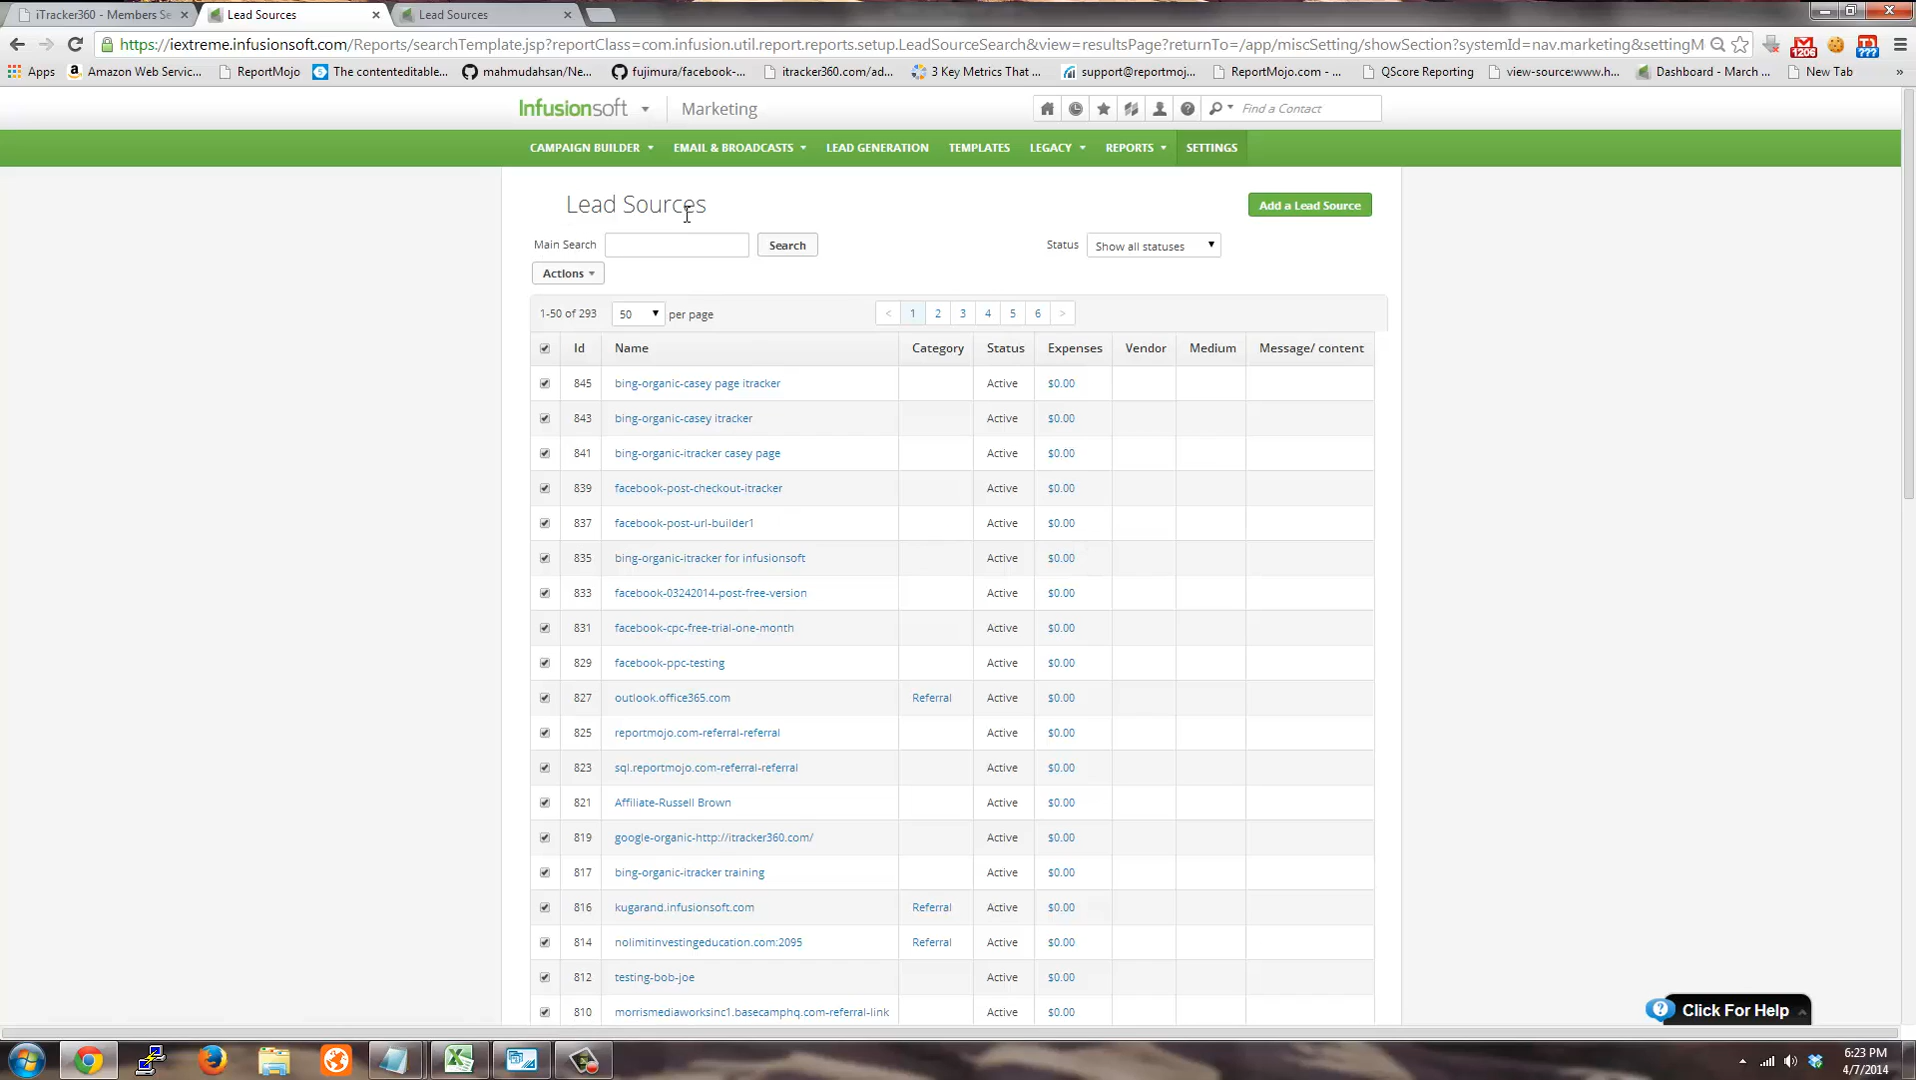 iTracker360 - Members Se
Lead Sources
Lead Sources
https://iextreme.infusionsoft.com/Reports/searchTemplate.jsp?reportClass=com.infusion.util.report.reports.setup.LeadSourceSearch&view=resultsPage?returnTo=/app/miscSetting/showSection?systemId=nav.marketing&settingM
1206
???
Apps
Amazon Web Servic...
ReportMojo
The contenteditable...
mahmudahsan/Ne...
fujimura/facebook-...
itracker360.com/ad...
3 Key Metrics That ...
support@reportmoj...
ReportMojo.com - ...
QScore Reporting
view-source:www.h...
Dashboard - March ...
New Tab
»
Infusionsoft
Marketing
Find a Contact
CAMPAIGN BUILDER
EMAIL & BROADCASTS
LEAD GENERATION
TEMPLATES
LEGACY
REPORTS
SETTINGS
Lead Sources
Add a Lead Source
Main Search
Search
Status
Show all statuses
Actions
1-50 of 293
50
per page
< 1 2 3 4 5 6 >
Id Name Category Status Expenses Vendor Medium Message/ content
845 bing-organic-casey page itracker Active $0.00
843 bing-organic-casey itracker Active $0.00
841 bing-organic-itracker casey page Active $0.00
839 facebook-post-checkout-itracker Active $0.00
837 facebook-post-url-builder1 Active $0.00
835 bing-organic-itracker for infusionsoft Active $0.00
833 facebook-03242014-post-free-version Active $0.00
831 facebook-cpc-free-trial-one-month Active $0.00
829 facebook-ppc-testing Active $0.00
827 outlook.office365.com Referral Active $0.00
825 reportmojo.com-referral-referral Active $0.00
823 sql.reportmojo.com-referral-referral Active $0.00
821 Affiliate-Russell Brown Active $0.00
819 google-organic-http://itracker360.com/ Active $0.00
817 bing-organic-itracker training Active $0.00
816 kugarand.infusionsoft.com Referral Active $0.00
814 nolimitinvestingeducation.com:2095 Referral Active $0.00
812 testing-bob-joe Active $0.00
810 morrismediaworksinc1.basecamphq.com-referral-link Active $0.00
Click For Help
6:23 PM
4/7/2014